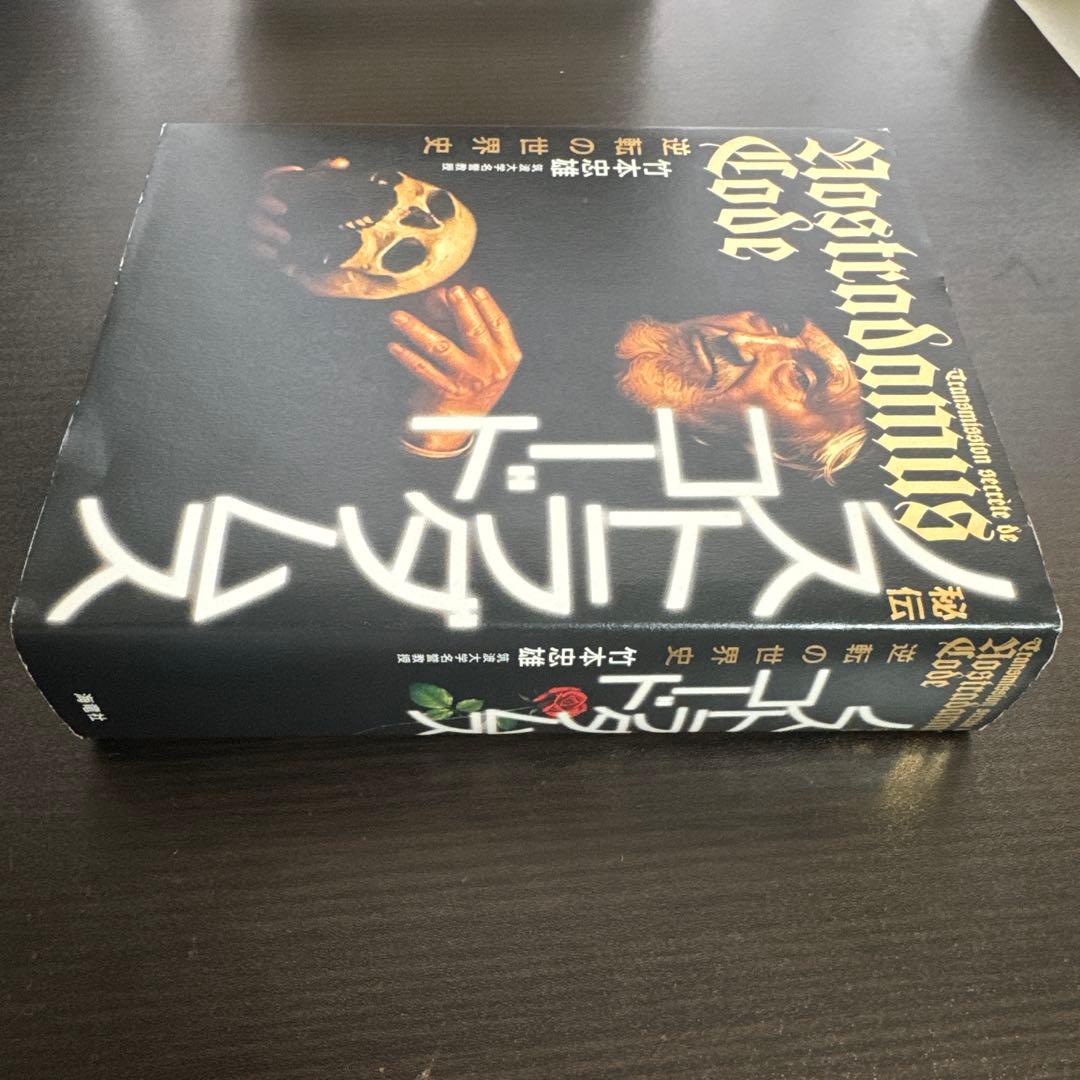 Transmission secrète de
Nostradamus
Code
秘伝
ノストラダムス
コード
竹本忠雄
筑波大学名誉教授
逆転の世界史
Nostradamus
Code
秘伝
ノストラダムス
コード
逆転の世界史
竹本忠雄
筑波大学名誉教授
海竜社